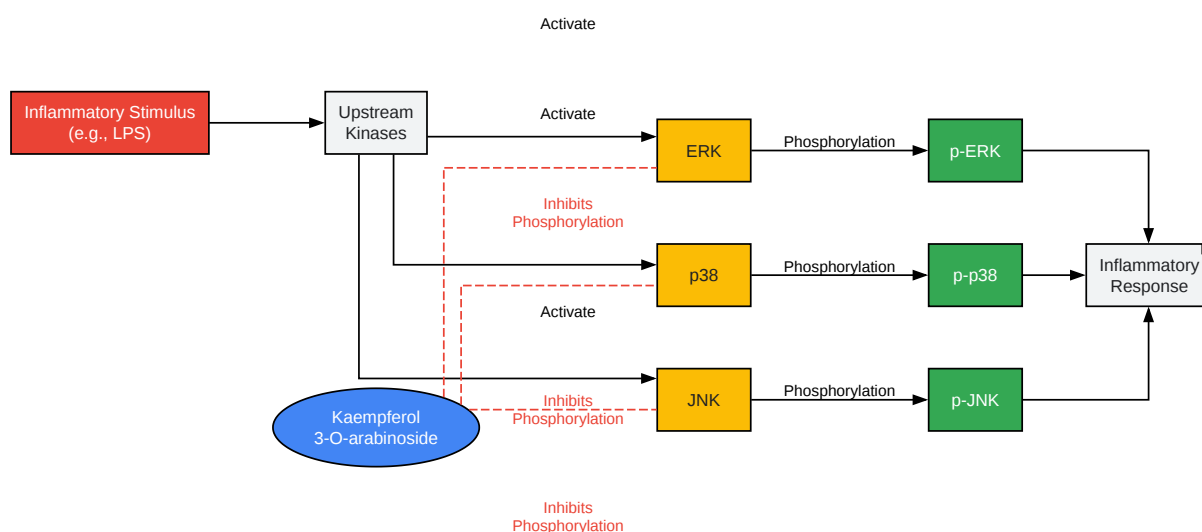 Activate
Inflammatory Stimulus
(e.g., LPS)
Upstream
Kinases
Activate
ERK
Phosphorylation
p-ERK
Inhibits
Phosphorylation
p38
Phosphorylation
p-p38
Inflammatory
Response
Activate
JNK
Phosphorylation
p-JNK
Inhibits
Phosphorylation
Kaempferol
3-O-arabinoside
Inhibits
Phosphorylation